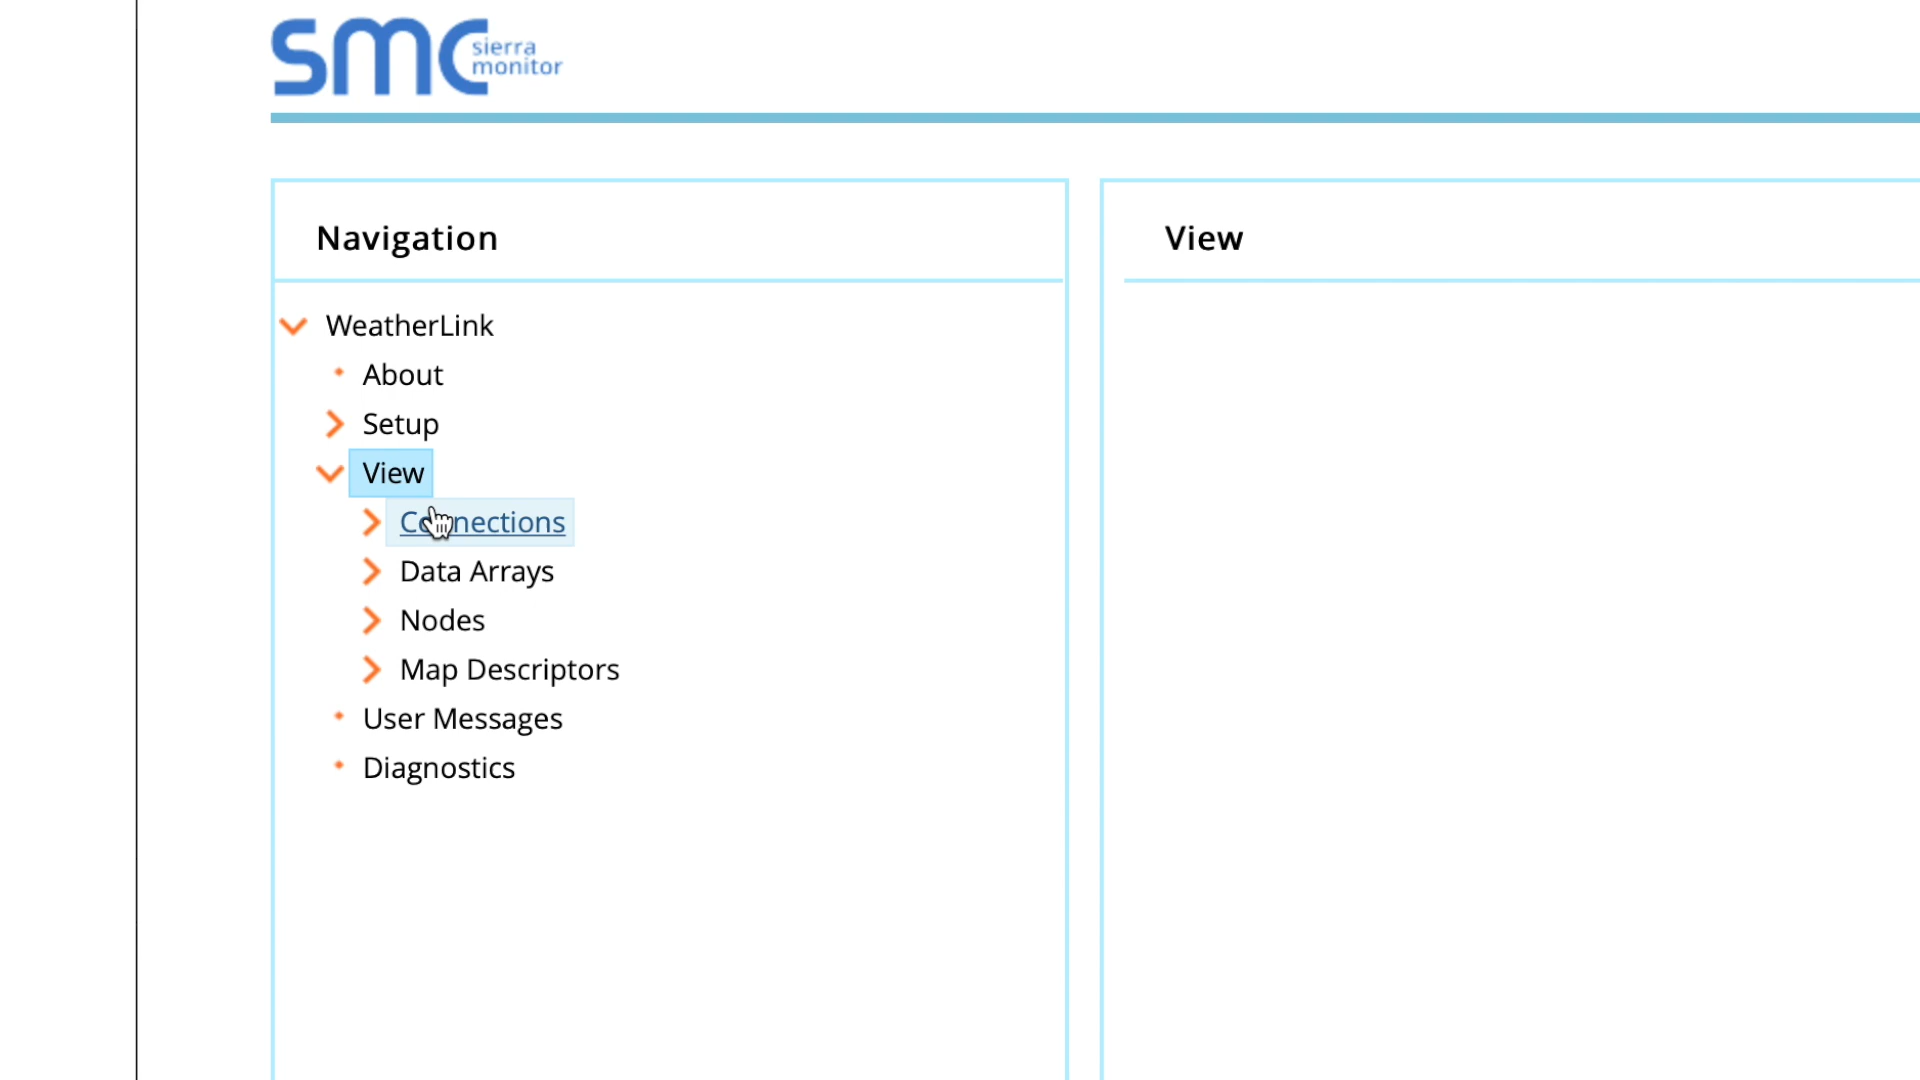 smc sierra
monitor
Navigation
View
WeatherLink
About
Setup
View
Connections
Data Arrays
Nodes
Map Descriptors
User Messages
Diagnostics